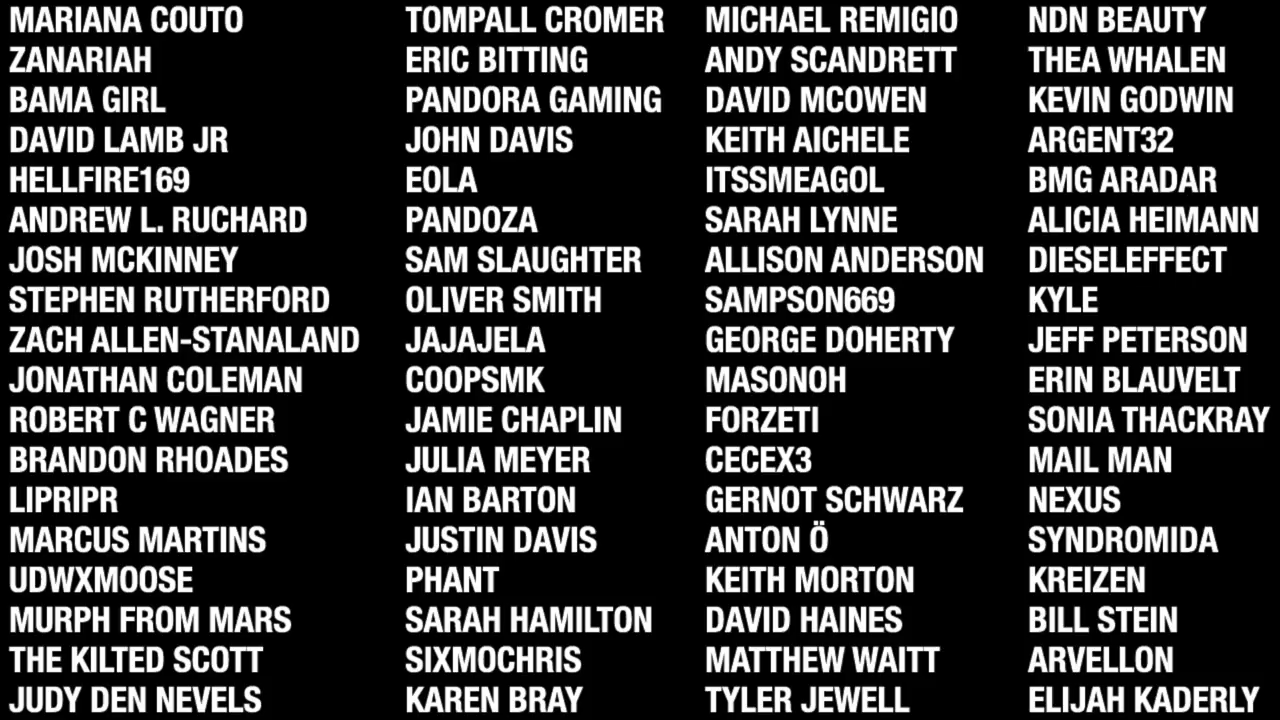 MARIANA COUTO
ZANARIAH
BAMA GIRL
DAVID LAMB JR
HELLFIRE169
ANDREW L. RUCHARD
JOSH MCKINNEY
STEPHEN RUTHERFORD
ZACH ALLEN-STANALAND
JONATHAN COLEMAN
ROBERT C WAGNER
BRANDON RHOADES
LIPRIPR
MARCUS MARTINS
UDWXMOOSE
MURPH FROM MARS
THE KILTED SCOTT
JUDY DEN NEVELS
TOMPALL CROMER
ERIC BITTING
PANDORA GAMING
JOHN DAVIS
EOLA
PANDOZA
SAM SLAUGHTER
OLIVER SMITH
JAJAJELA
COOPSMK
JAMIE CHAPLIN
JULIA MEYER
IAN BARTON
JUSTIN DAVIS
PHANT
SARAH HAMILTON
SIXMOCHRIS
KAREN BRAY
MICHAEL REMIGIO
ANDY SCANDRETT
DAVID MCOWEN
KEITH AICHELE
ITSSMEAGOL
SARAH LYNNE
ALLISON ANDERSON
SAMPSON669
GEORGE DOHERTY
MASONOH
FORZETI
CECEX3
GERNOT SCHWARZ
ANTON Ö
KEITH MORTON
DAVID HAINES
MATTHEW WAITT
TYLER JEWELL
NDN BEAUTY
THEA WHALEN
KEVIN GODWIN
ARGENT32
BMG ARADAR
ALICIA HEIMANN
DIESELEFFECT
KYLE
JEFF PETERSON
ERIN BLAUVELT
SONIA THACKRAY
MAIL MAN
NEXUS
SYNDROMIDA
KREIZEN
BILL STEIN
ARVELLON
ELIJAH KADERLY